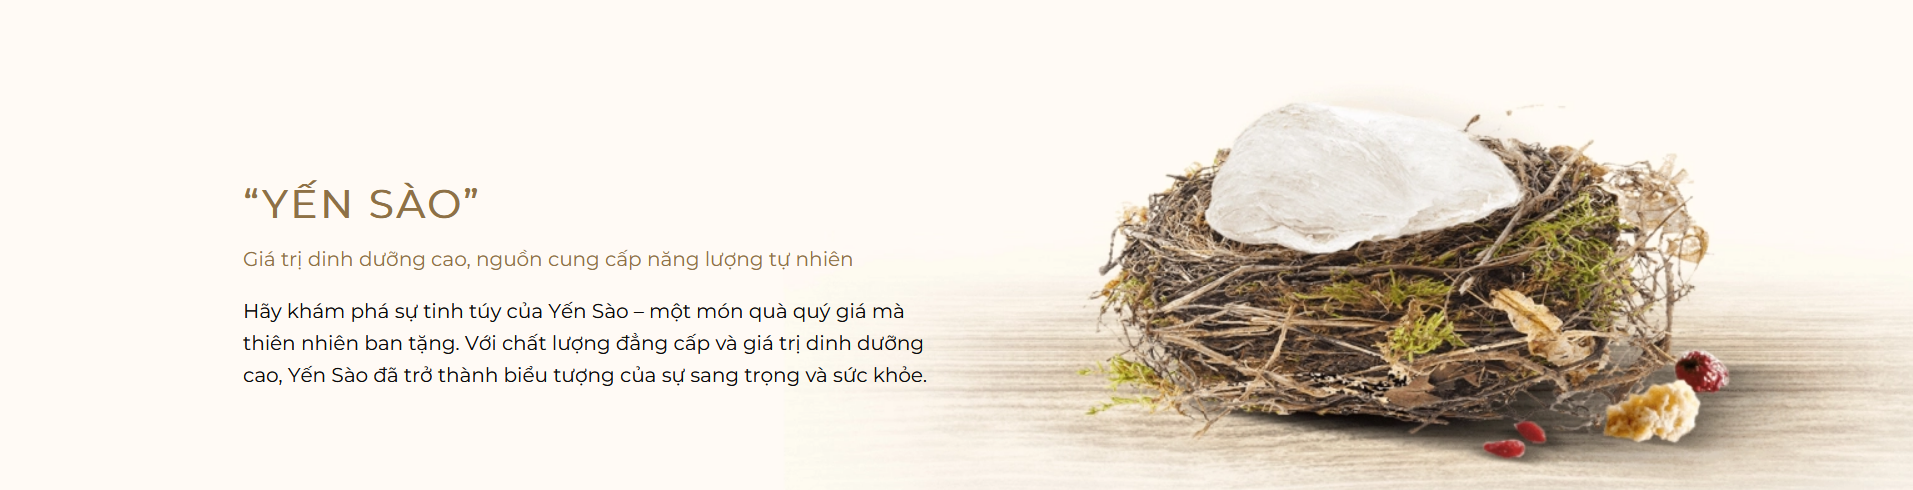 “YẾN SÀO”
Giá trị dinh dưỡng cao, nguồn cung cấp năng lượng tự nhiên
Hãy khám phá sự tinh túy của Yến Sào – một món quà quý giá mà
thiên nhiên ban tặng. Với chất lượng đẳng cấp và giá trị dinh dưỡng
cao, Yến Sào đã trở thành biểu tượng của sự sang trọng và sức khỏe.